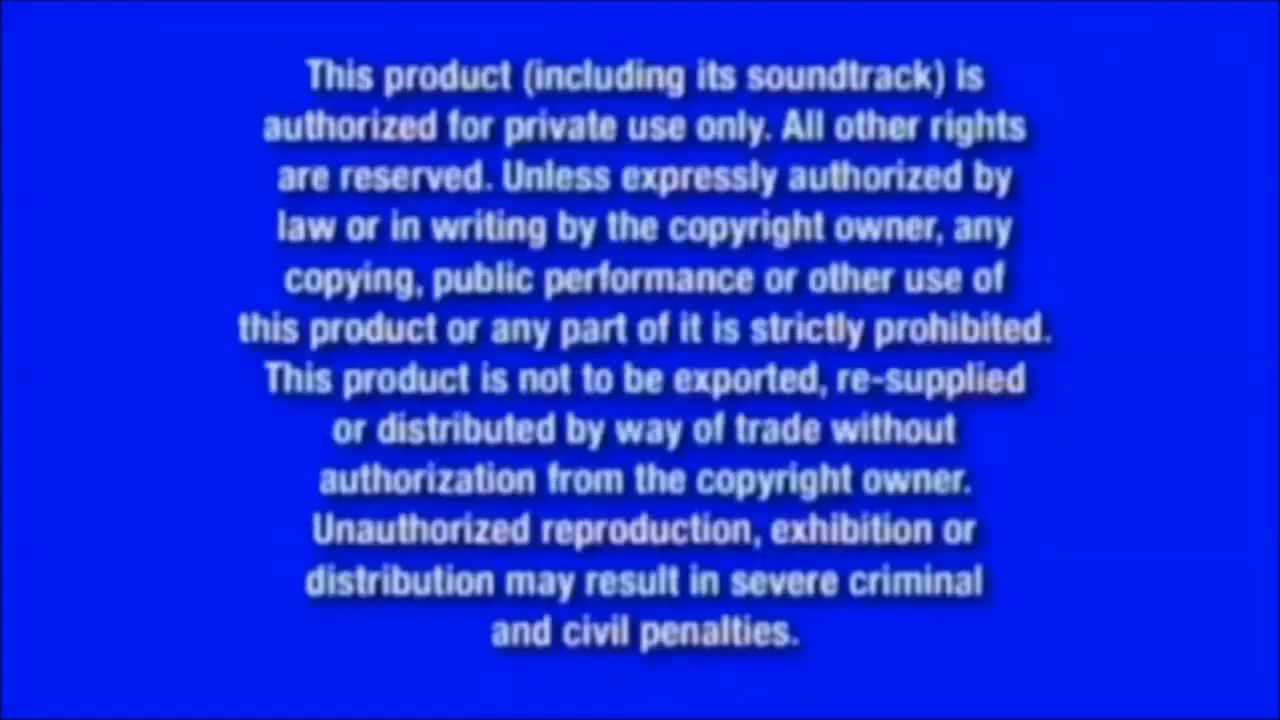 This product (including its soundtrack) is
authorized for private use only. All other rights
are reserved. Unless expressly authorized by
law or in writing by the copyright owner, any
copying, public performance or other use of
this product or any part of it is strictly prohibited.
This product is not to be exported, re-supplied
or distributed by way of trade without
authorization from the copyright owner.
Unauthorized reproduction, exhibition or
distribution may result in severe criminal
and civil penalties.